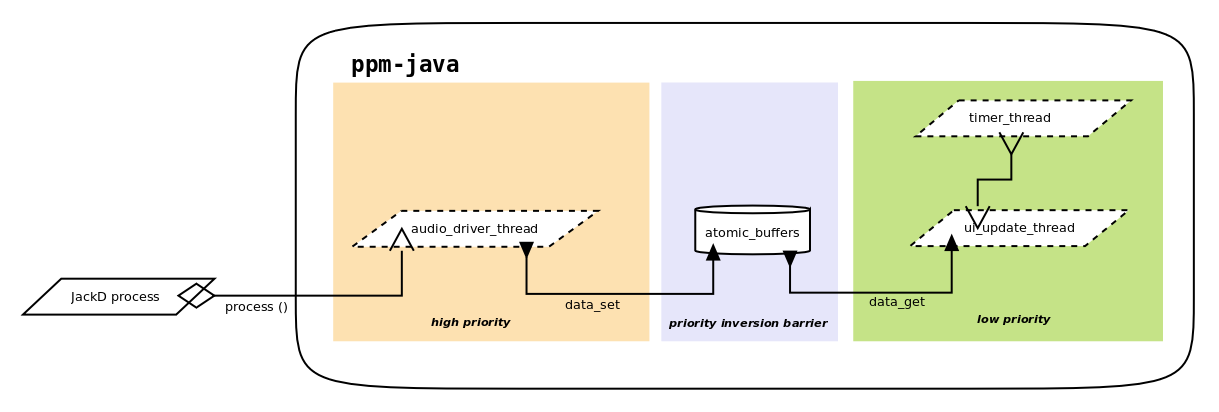 ppm-java
timer_thread
audio_driver_thread
atomic_buffers
ui_update_thread
JackD process
process ()
data_set
data_get
high priority
priority inversion barrier
low priority